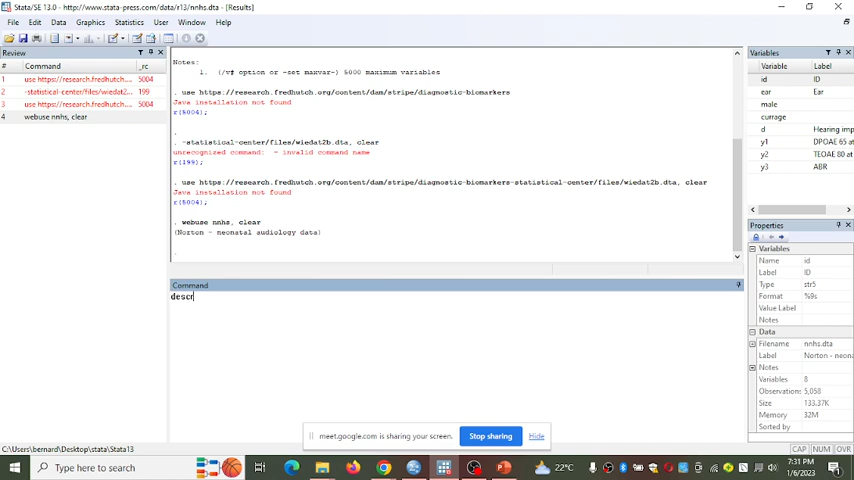 Stata/SE 13.0 - http://www.stata-press.com/data/r13/nnhs.dta - [Results]
File Edit Data Graphics Statistics User Window Help
Review
# Command _rc
1 use https://research.fredhutch.... 5004
2 -statistical-center/files/wiedat2... 199
3 use https://research.fredhutch.... 5004
4 webuse nnhs, clear
Notes:
1. (/v# option or -set maxvar-) 5000 maximum variables
. use https://research.fredhutch.org/content/dam/stripe/diagnostic-biomarkers
Java installation not found
r(5004);
.
. -statistical-center/files/wiedat2b.dta, clear
unrecognized command: - invalid command name
r(199);
. use https://research.fredhutch.org/content/dam/stripe/diagnostic-biomarkers-statistical-center/files/wiedat2b.dta, clear
Java installation not found
r(5004);
. webuse nnhs, clear
(Norton - neonatal audiology data)
.
Command
descr
Variables
Variable Label
id ID
ear Ear
male
currage
d Hearing imp
y1 DPOAE 65 at
y2 TEOAE 80 at
y3 ABR
Properties
Variables
Name id
Label ID
Type str5
Format %9s
Value Label
Notes
Data
Filename nnhs.dta
Label Norton - neona
Notes
Variables 8
Observations 5,058
Size 133.37K
Memory 32M
Sorted by
meet.google.com is sharing your screen. Stop sharing Hide
C:\Users\bernard\Desktop\stata\Stata13
CAP NUM OVR
Type here to search
22°C
7:31 PM
1/6/2023